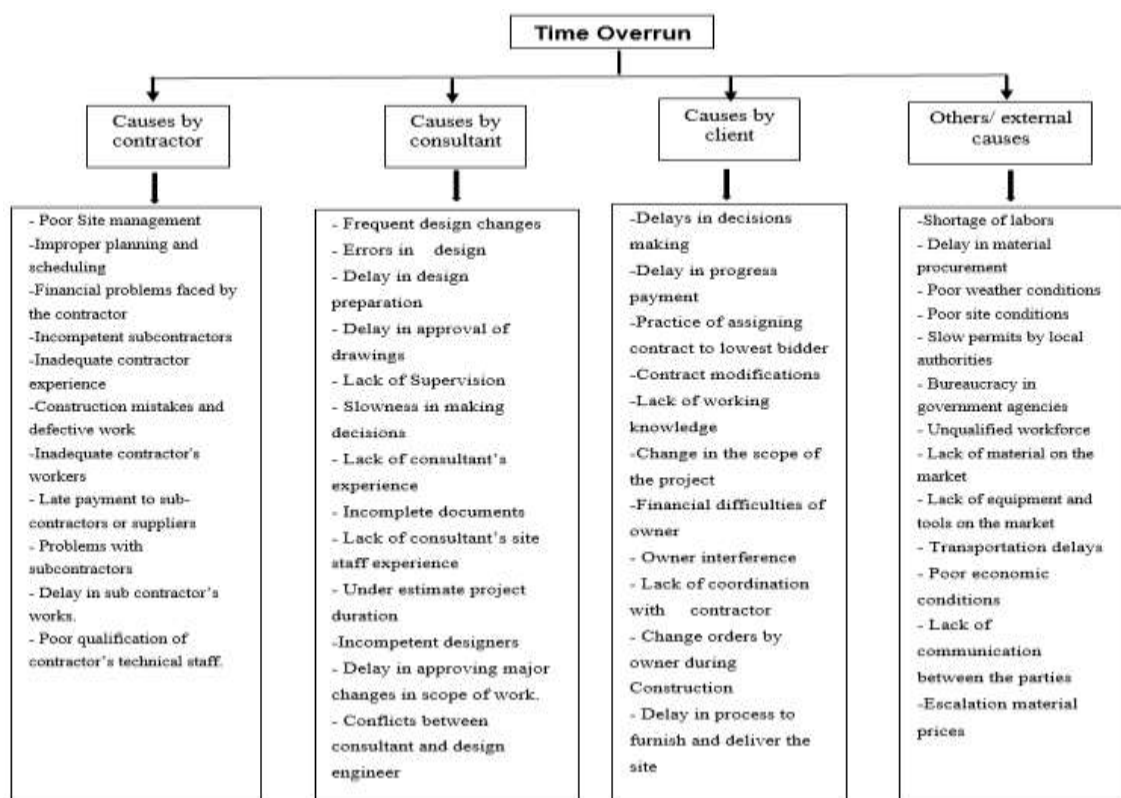 Time Overrun
Causes by
contractor
Causes by
consultant
Causes by
client
Others/ external
causes
- Poor Site management
-Improper planning and
scheduling
-Financial problems faced by
the contractor
-Incompetent subcontractors
-Inadequate contractor
experience
-Construction mistakes and
defective work
-Inadequate contractor's
workers
- Late payment to sub-
contractors or suppliers
- Problems with
subcontractors
- Delay in sub contractor's
works.
- Poor qualification of
contractor's technical staff.
- Frequent design changes
- Errors in design
- Delay in design
preparation
- Delay in approval of
drawings
- Lack of Supervision
- Slowness in making
decisions
- Lack of consultant's
experience
- Incomplete documents
- Lack of consultant's site
staff experience
- Under estimate project
duration
-Incompetent designers
- Delay in approving major
changes in scope of work.
- Conflicts between
consultant and design
engineer
-Delays in decisions
making
-Delay in progress
payment
-Practice of assigning
contract to lowest bidder
-Contract modifications
-Lack of working
knowledge
-Change in the scope of
the project
-Financial difficulties of
owner
- Owner interference
- Lack of coordination
with contractor
- Change orders by
owner during
Construction
- Delay in process to
furnish and deliver the
site
-Shortage of labors
- Delay in material
procurement
- Poor weather conditions
- Poor site conditions
- Slow permits by local
authorities
- Bureaucracy in
government agencies
- Unqualified workforce
- Lack of material on the
market
- Lack of equipment and
tools on the market
- Transportation delays
- Poor economic
conditions
- Lack of
communication
between the parties
-Escalation material
prices